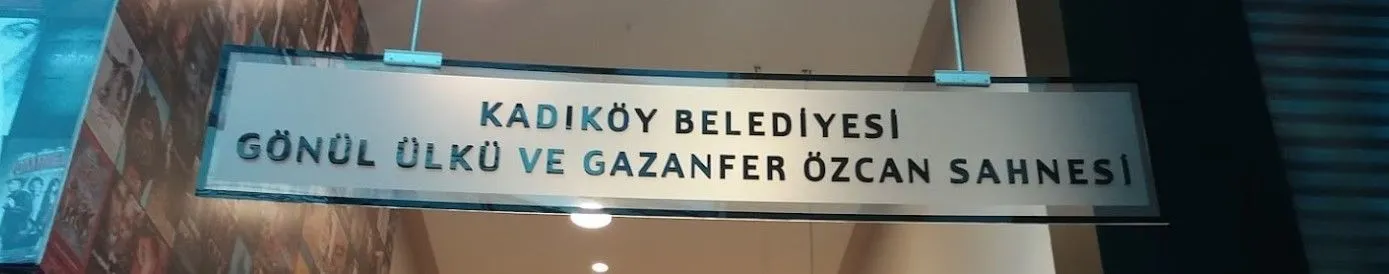 KADIKÖY BELEDİYESİ
GÖNÜL ÜLKÜ VE GAZANFER ÖZCAN SAHNESİ